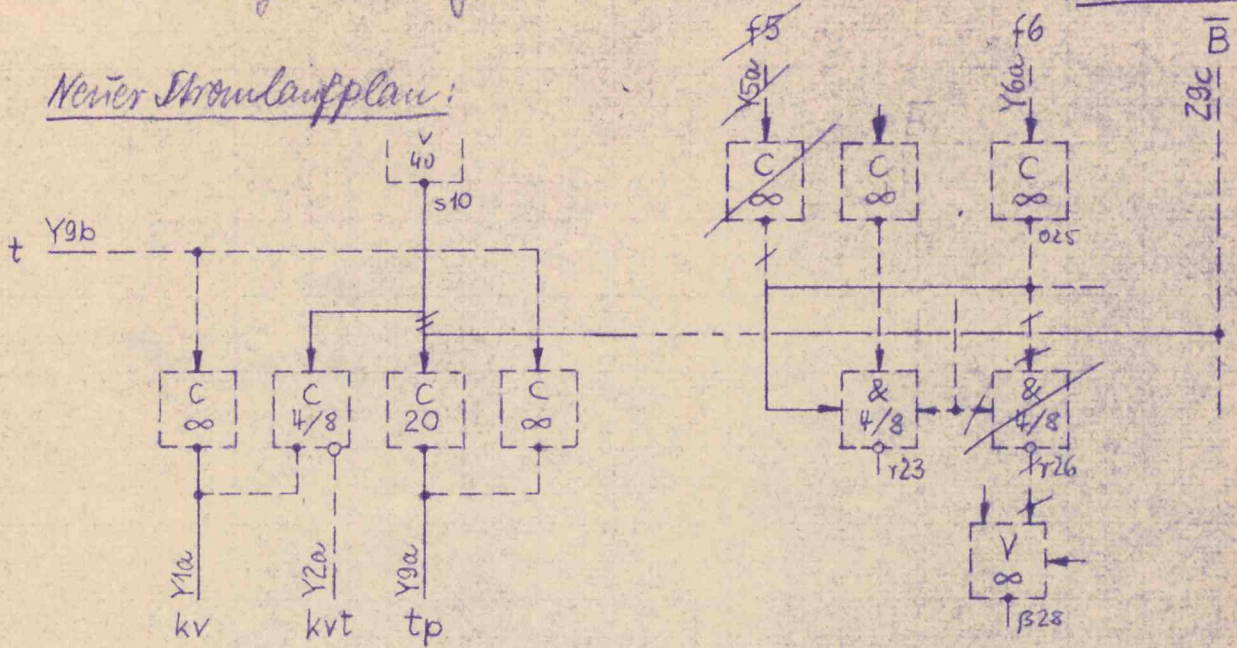 Neuer Stromlaufplan:
f5
f6
B̅
Y5a
Y6a
Z9c
v
40
s10
C
∞
C
∞
C
∞
025
t
Y9b
C
∞
C
4/8
C
20
C
∞
&
4/8
&
4/8
r23
r26
V
∞
β28
Y1a
Y2a
Y9a
kv
kvt
tp